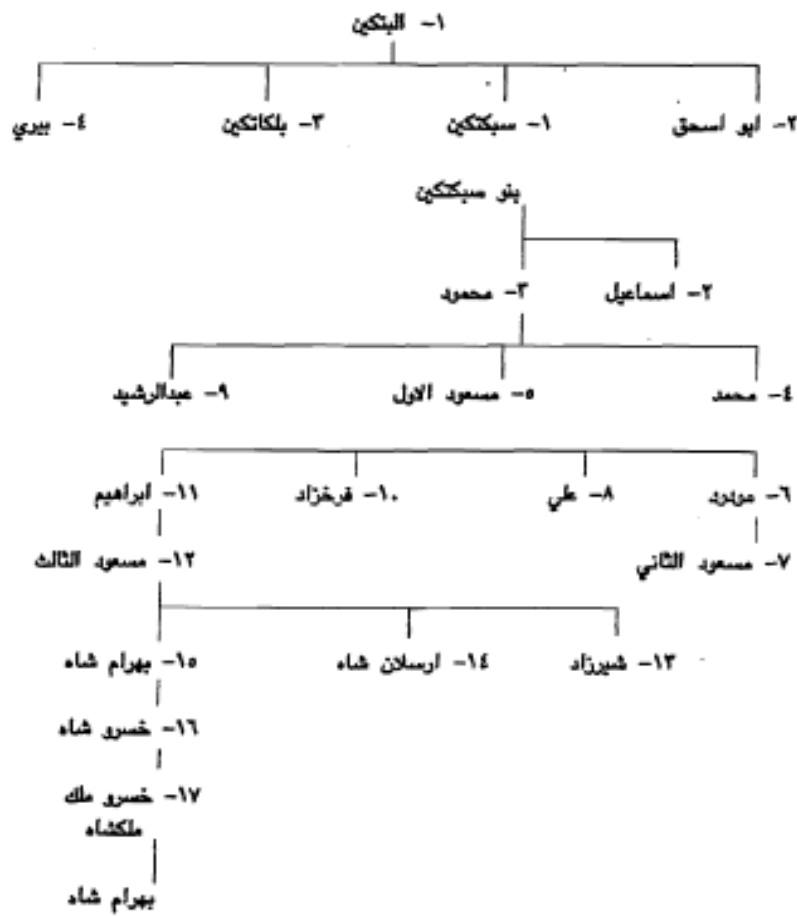 ١- البتكين
٢- ابو اسحق ١- سبكتكين ٣- بلكاتكين ٤- بيري
بنو سبكتكين
٢- اسماعيل ٣- محمود
٤- محمد ٥- مسعود الاول ٩- عبدالرشيد
٦- مودود ٨- علي ١٠- فرخزاد ١١- ابراهيم
٧- مسعود الثاني ١٢- مسعود الثالث
١٣- شيرزاد ١٤- ارسلان شاه ١٥- بهرام شاه
١٦- خسرو شاه
١٧- خسرو ملك
ملكشاه
بهرام شاه